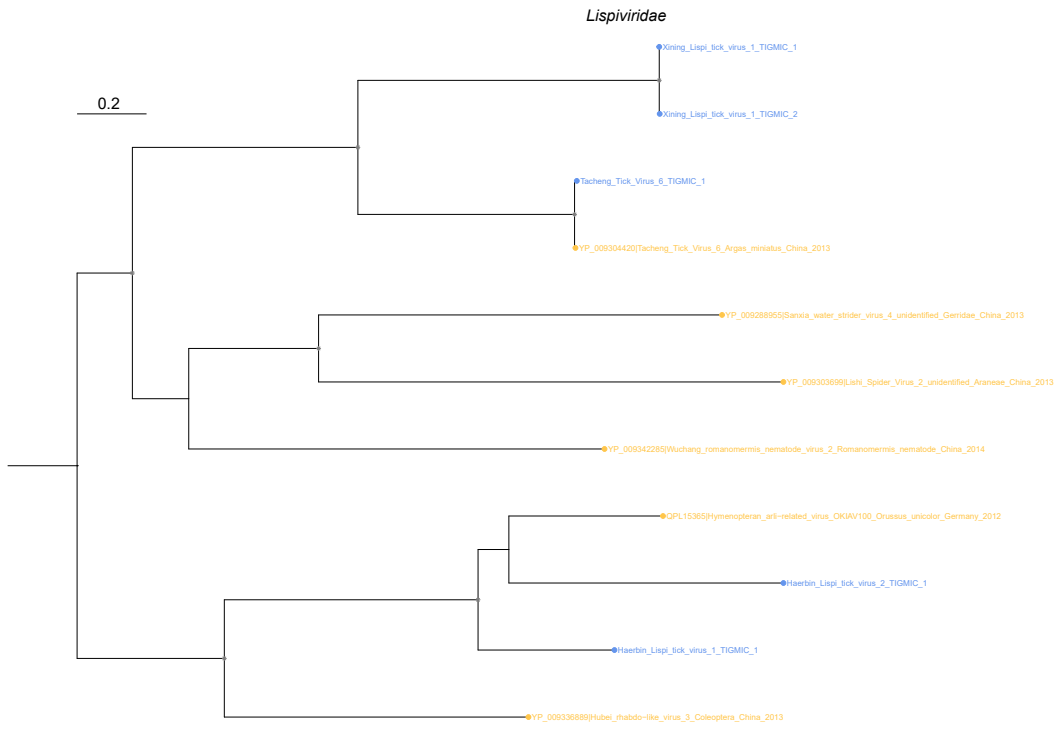 Lispiviridae
Xining_Lispi_tick_virus_1_TIGMIC_1
0.2
Xining_Lispi_tick_virus_1_TIGMIC_2
Tacheng_Tick_Virus_6_TIGMIC_1
YP_009304420|Tacheng_Tick_Virus_6_Argas_miniatus_China_2013
YP_009288955|Sanxia_water_strider_virus_4_unidentified_Gerridae_China_2013
YP_009303699|Lishi_Spider_Virus_2_unidentified_Araneae_China_2013
YP_009342285|Wuchang_romanomermis_nematode_virus_2_Romanomermis_nematode_China_2014
QPL15365|Hymenopteran_arli−related_virus_OKIAV100_Orussus_unicolor_Germany_2012
Haerbin_Lispi_tick_virus_2_TIGMIC_1
Haerbin_Lispi_tick_virus_1_TIGMIC_1
YP_009336889|Hubei_rhabdo−like_virus_3_Coleoptera_China_2013